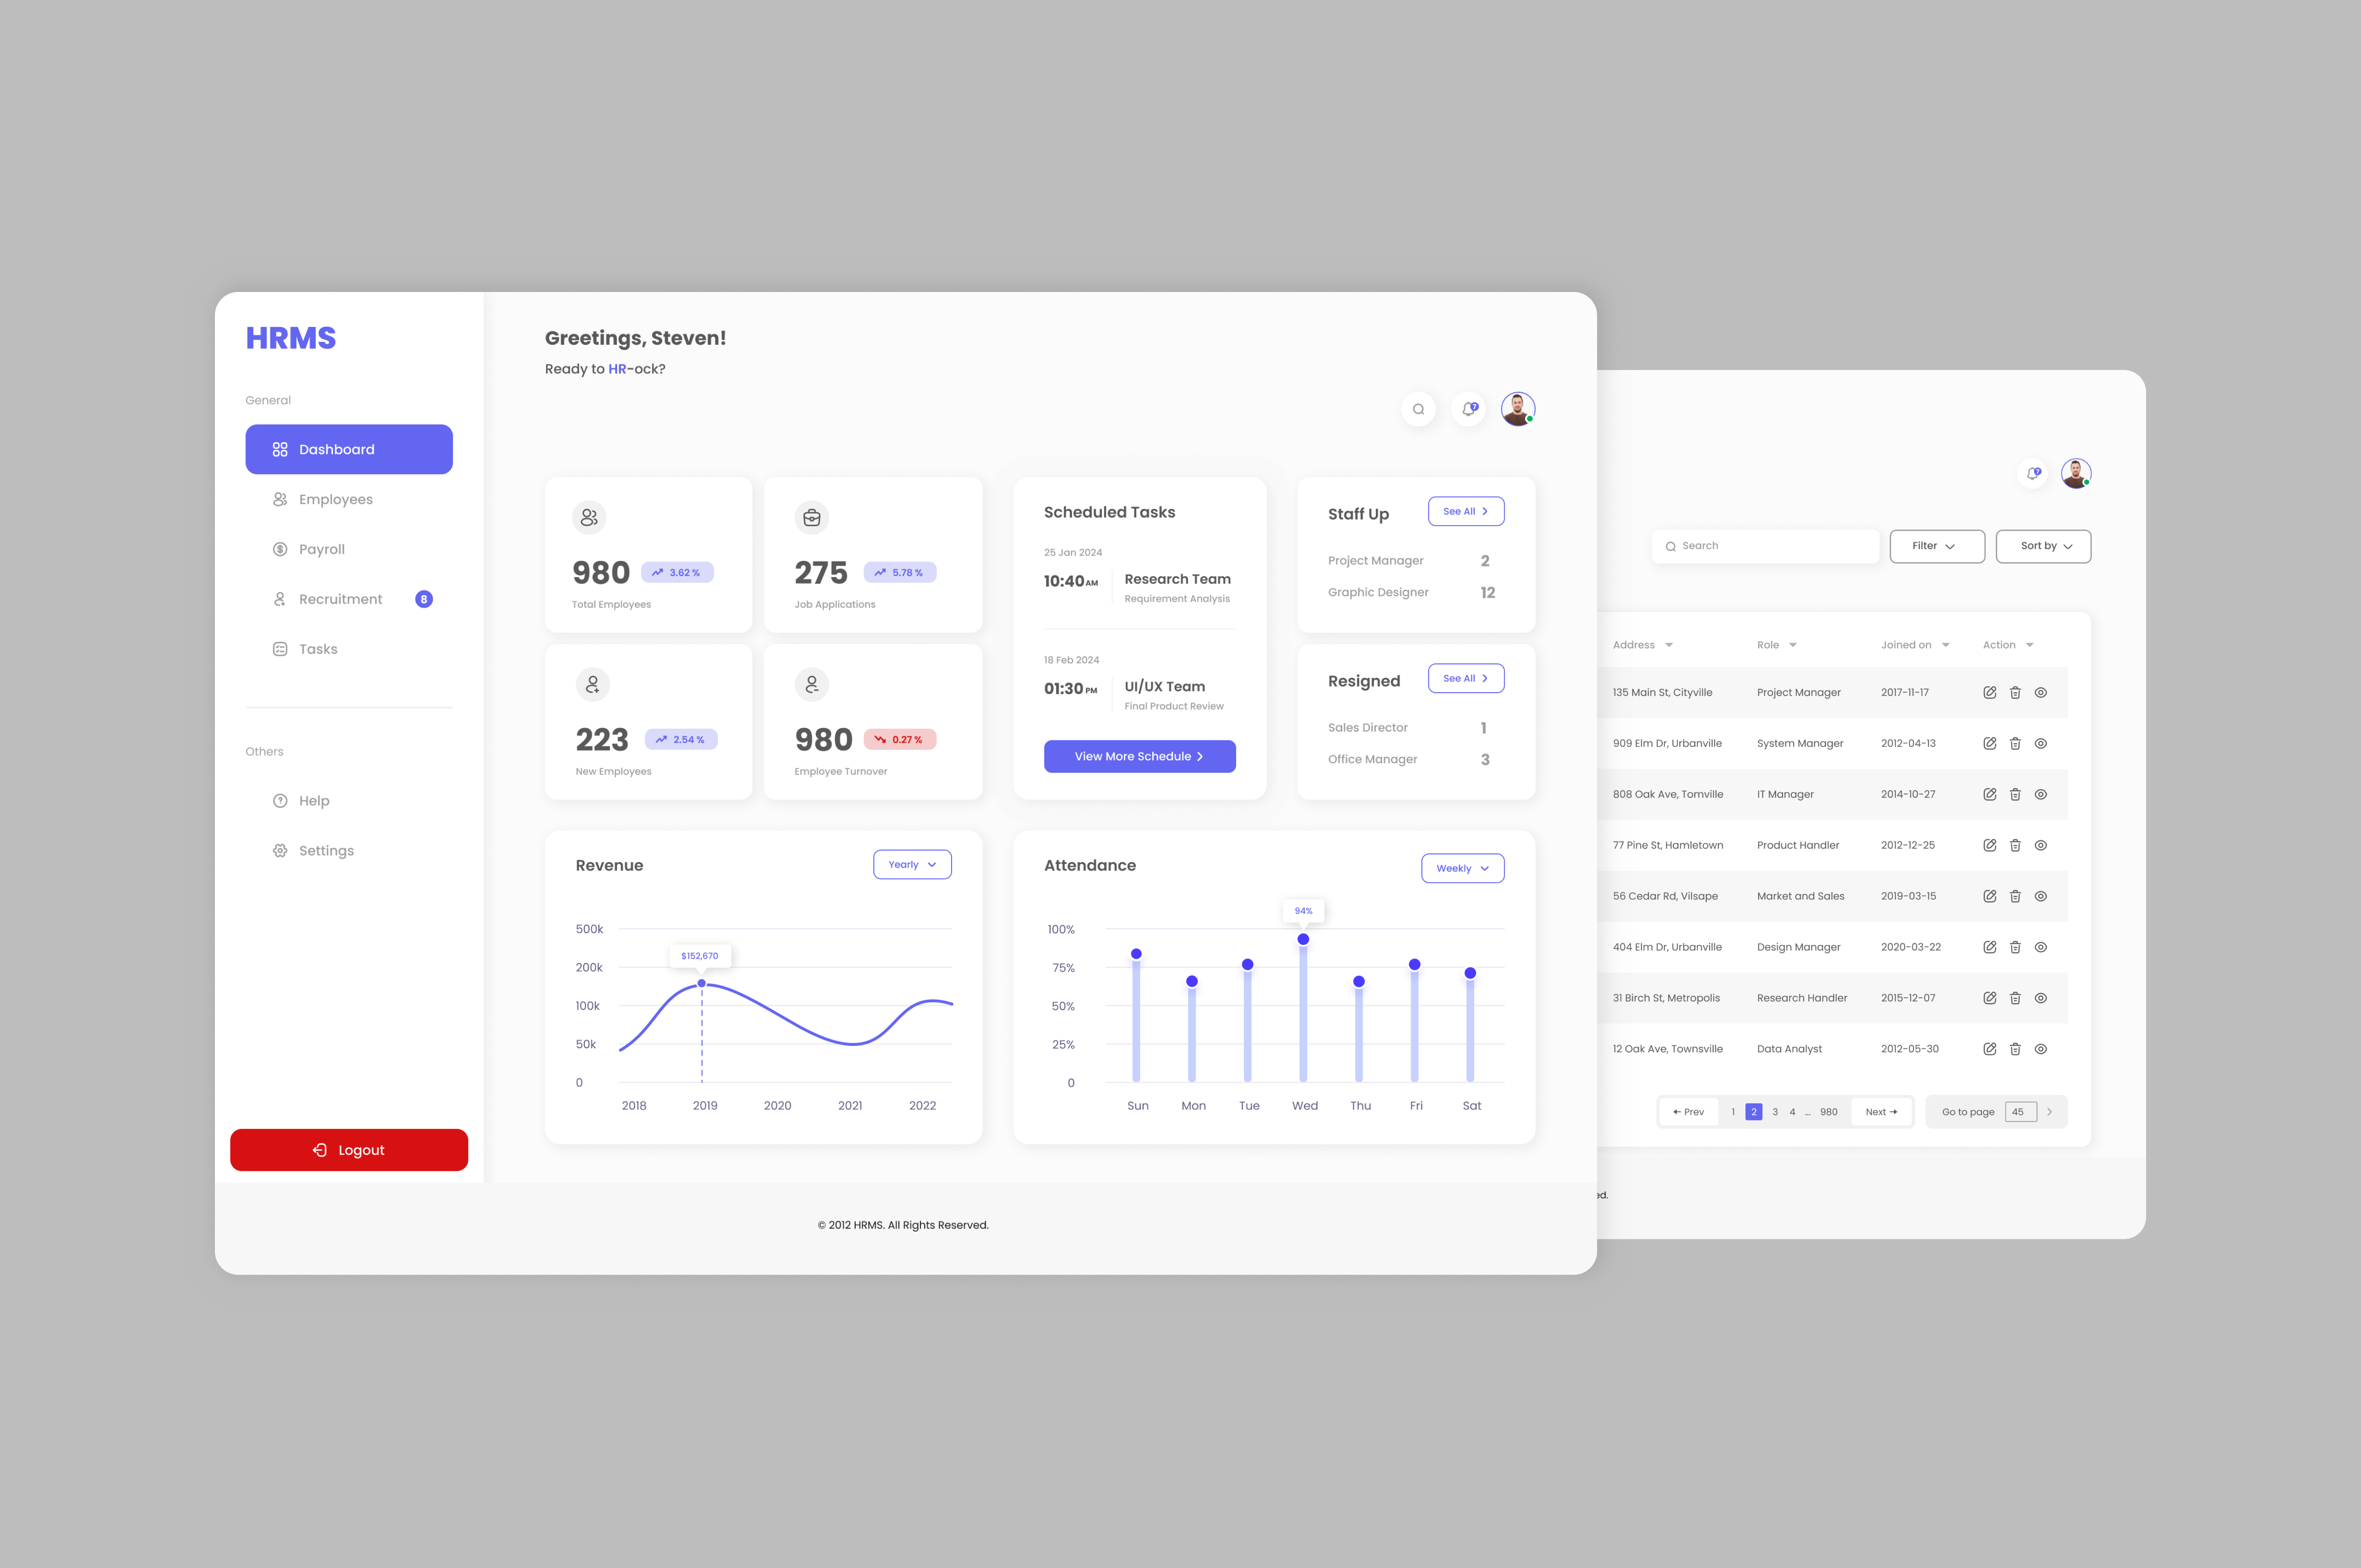 HRMS
General
Dashboard
Employees
Payroll
Recruitment 8
Tasks
Others
Help
Settings
Logout
Greetings, Steven!
Ready to HR-ock?
7
980 3.62 %
Total Employees
275 5.78 %
Job Applications
223 2.54 %
New Employees
980 0.27 %
Employee Turnover
Scheduled Tasks
25 Jan 2024
10:40 AM Research Team
Requirement Analysis
18 Feb 2024
01:30 PM UI/UX Team
Final Product Review
View More Schedule
Staff Up See All
Project Manager 2
Graphic Designer 12
Resigned See All
Sales Director 1
Office Manager 3
Revenue Yearly
500k
$152,670
200k
100k
50k
0
2018 2019 2020 2021 2022
Attendance Weekly
94%
100%
75%
50%
25%
0
Sun Mon Tue Wed Thu Fri Sat
© 2012 HRMS. All Rights Reserved.
7
Search Filter Sort by
Address Role Joined on Action
135 Main St, Cityville Project Manager 2017-11-17
909 Elm Dr, Urbanville System Manager 2012-04-13
808 Oak Ave, Tomville IT Manager 2014-10-27
77 Pine St, Hamletown Product Handler 2012-12-25
56 Cedar Rd, Vilsape Market and Sales 2019-03-15
404 Elm Dr, Urbanville Design Manager 2020-03-22
31 Birch St, Metropolis Research Handler 2015-12-07
12 Oak Ave, Townsville Data Analyst 2012-05-30
Prev 1 2 3 4 ... 980 Next Go to page 45
ed.